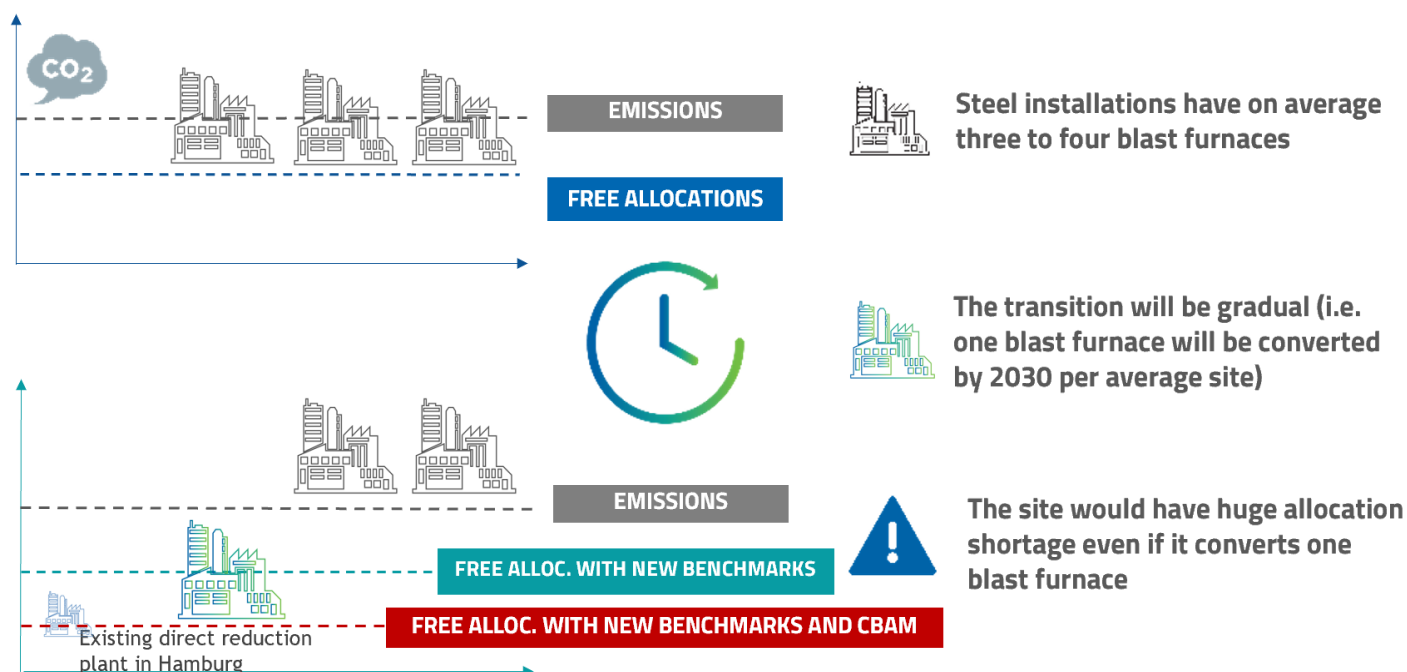 CO2
EMISSIONS
FREE ALLOCATIONS
Steel installations have on average
three to four blast furnaces
The transition will be gradual (i.e.
one blast furnace will be converted
by 2030 per average site)
EMISSIONS
FREE ALLOC. WITH NEW BENCHMARKS
FREE ALLOC. WITH NEW BENCHMARKS AND CBAM
Existing direct reduction
plant in Hamburg
The site would have huge allocation
shortage even if it converts one
blast furnace